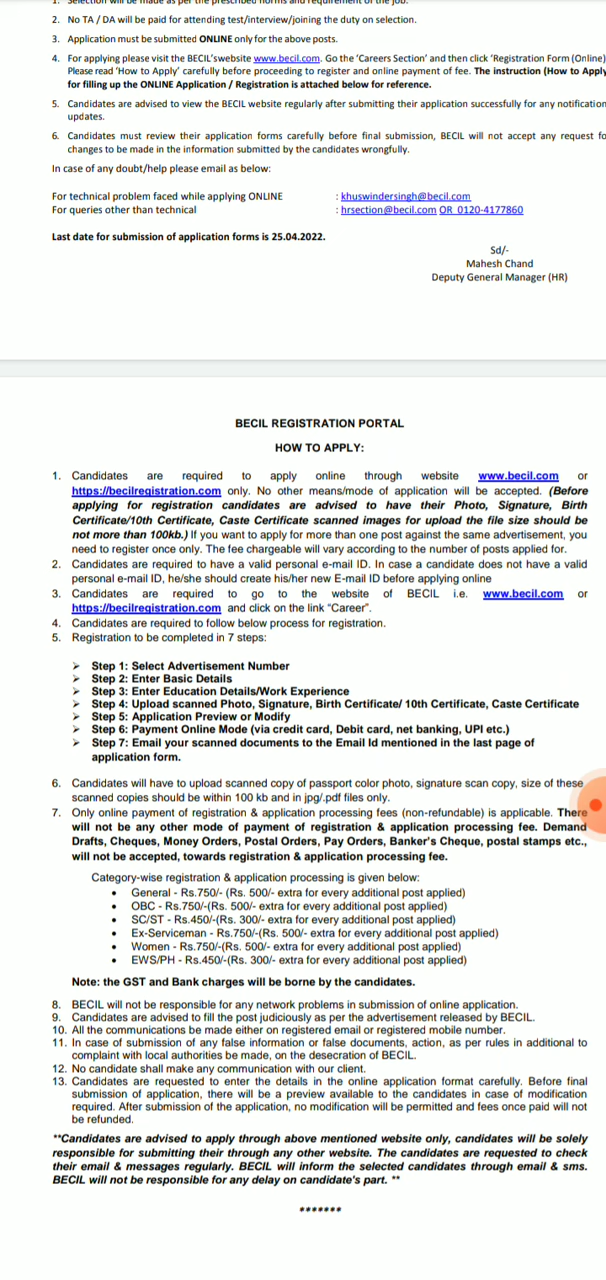 1. Selection will be made as per the prescribed norms and requirement of the job.
2. No TA / DA will be paid for attending test/interview/joining the duty on selection.
3. Application must be submitted ONLINE only for the above posts.
4. For applying please visit the BECIL'swebsite www.becil.com. Go the 'Careers Section' and then click 'Registration Form (Online)
Please read 'How to Apply' carefully before proceeding to register and online payment of fee. The instruction (How to Apply
for filling up the ONLINE Application / Registration is attached below for reference.
5. Candidates are advised to view the BECIL website regularly after submitting their application successfully for any notification
updates.
6. Candidates must review their application forms carefully before final submission, BECIL will not accept any request fo
changes to be made in the information submitted by the candidates wrongfully.
In case of any doubt/help please email as below:
For technical problem faced while applying ONLINE : khuswindersingh@becil.com
For queries other than technical : hrsection@becil.com OR 0120-4177860
Last date for submission of application forms is 25.04.2022.
Sd/-
Mahesh Chand
Deputy General Manager (HR)
BECIL REGISTRATION PORTAL
HOW TO APPLY:
1. Candidates are required to apply online through website www.becil.com or
https://becilregistration.com only. No other means/mode of application will be accepted. (Before
applying for registration candidates are advised to have their Photo, Signature, Birth
Certificate/10th Certificate, Caste Certificate scanned images for upload the file size should be
not more than 100kb.) If you want to apply for more than one post against the same advertisement, you
need to register once only. The fee chargeable will vary according to the number of posts applied for.
2. Candidates are required to have a valid personal e-mail ID. In case a candidate does not have a valid
personal e-mail ID, he/she should create his/her new E-mail ID before applying online
3. Candidates are required to go to the website of BECIL i.e. www.becil.com or
https://becilregistration.com and click on the link "Career".
4. Candidates are required to follow below process for registration.
5. Registration to be completed in 7 steps:
➢ Step 1: Select Advertisement Number
➢ Step 2: Enter Basic Details
➢ Step 3: Enter Education Details/Work Experience
➢ Step 4: Upload scanned Photo, Signature, Birth Certificate/ 10th Certificate, Caste Certificate
➢ Step 5: Application Preview or Modify
➢ Step 6: Payment Online Mode (via credit card, Debit card, net banking, UPI etc.)
➢ Step 7: Email your scanned documents to the Email Id mentioned in the last page of
application form.
6. Candidates will have to upload scanned copy of passport color photo, signature scan copy, size of these
scanned copies should be within 100 kb and in jpg/.pdf files only.
7. Only online payment of registration & application processing fees (non-refundable) is applicable. There
will not be any other mode of payment of registration & application processing fee. Demand
Drafts, Cheques, Money Orders, Postal Orders, Pay Orders, Banker's Cheque, postal stamps etc.,
will not be accepted, towards registration & application processing fee.
Category-wise registration & application processing is given below:
• General - Rs.750/- (Rs. 500/- extra for every additional post applied)
• OBC - Rs.750/-(Rs. 500/- extra for every additional post applied)
• SC/ST - Rs.450/-(Rs. 300/- extra for every additional post applied)
• Ex-Serviceman - Rs.750/-(Rs. 500/- extra for every additional post applied)
• Women - Rs.750/-(Rs. 500/- extra for every additional post applied)
• EWS/PH - Rs.450/-(Rs. 300/- extra for every additional post applied)
Note: the GST and Bank charges will be borne by the candidates.
8. BECIL will not be responsible for any network problems in submission of online application.
9. Candidates are advised to fill the post judiciously as per the advertisement released by BECIL.
10. All the communications be made either on registered email or registered mobile number.
11. In case of submission of any false information or false documents, action, as per rules in additional to
complaint with local authorities be made, on the desecration of BECIL.
12. No candidate shall make any communication with our client.
13. Candidates are requested to enter the details in the online application format carefully. Before final
submission of application, there will be a preview available to the candidates in case of modification
required. After submission of the application, no modification will be permitted and fees once paid will not
be refunded.
**Candidates are advised to apply through above mentioned website only, candidates will be solely
responsible for submitting their through any other website. The candidates are requested to check
their email & messages regularly. BECIL will inform the selected candidates through email & sms.
BECIL will not be responsible for any delay on candidate's part. **
*******